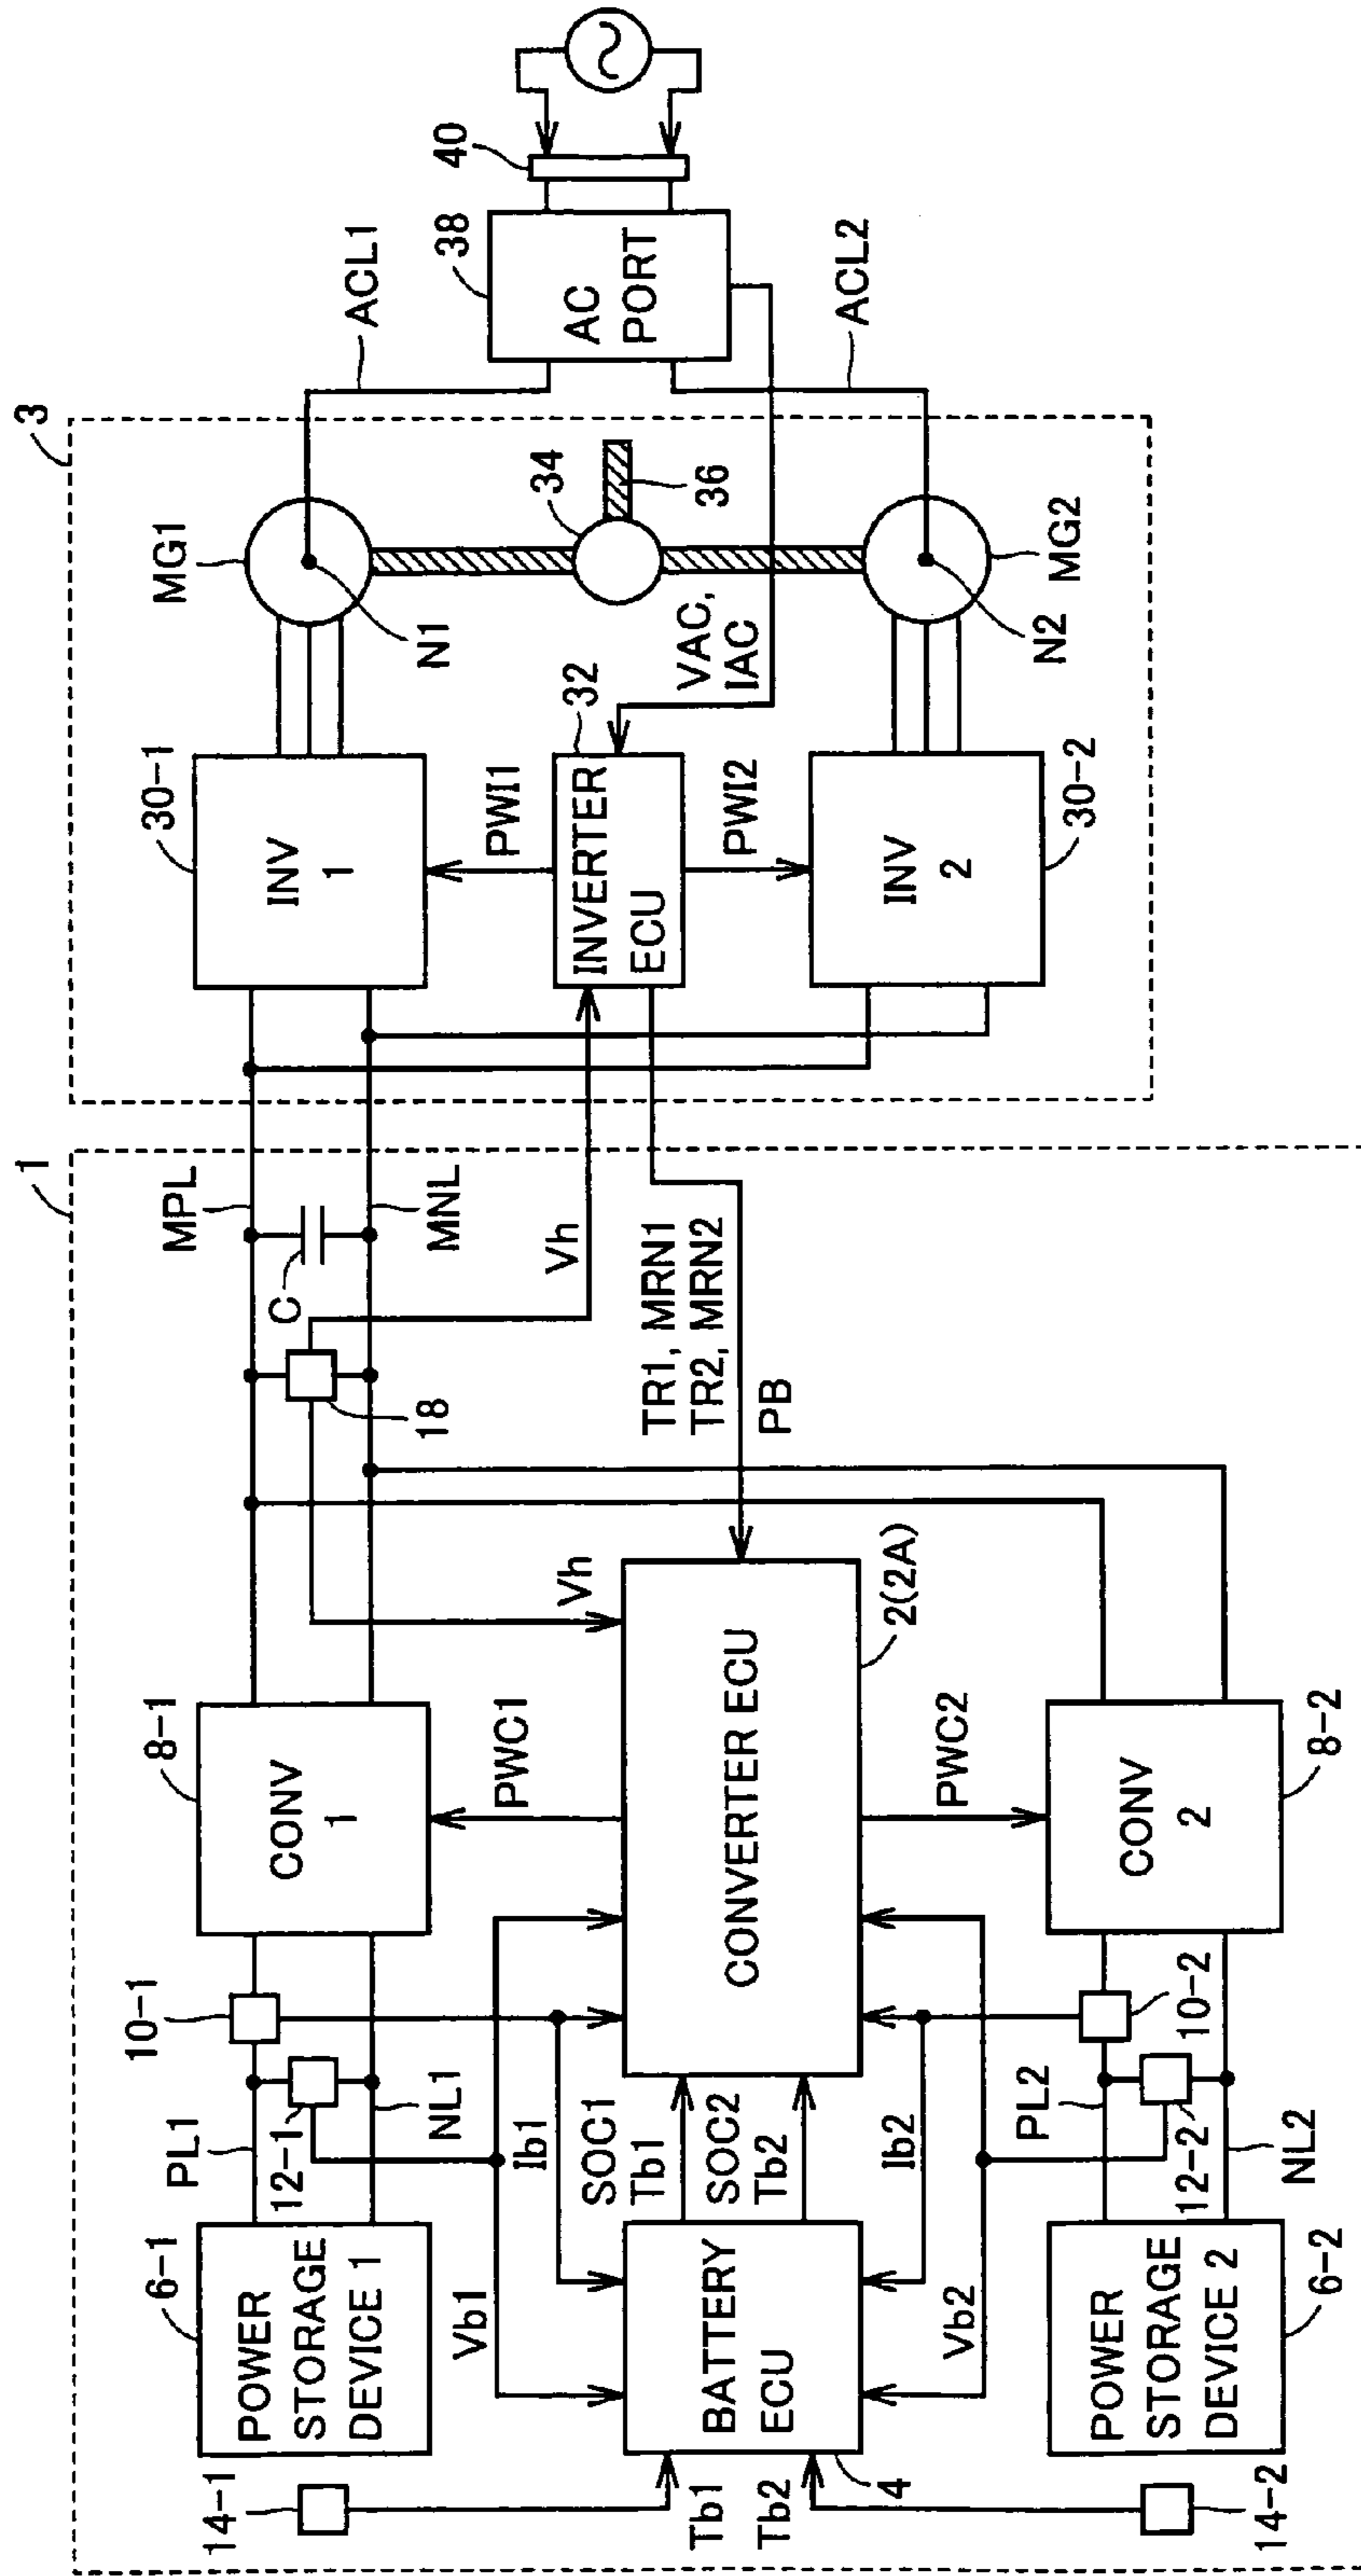 1
3
6-1
POWER
STORAGE
DEVICE 1
PL1
10-1
12-1
NL1
8-1
CONV
1
MPL
C
MNL
18
30-1
INV
1
MG1
N1
ACL1
14-1
Tb1
Tb2
14-2
Vb1
Ib1
PWC1
Vh
Vh
PWI1
BATTERY
ECU
4
SOC1
Tb1
SOC2
Tb2
CONVERTER ECU
2(2A)
TR1, MRN1
TR2, MRN2
PB
INVERTER
ECU
32
VAC,
IAC
34
36
38
AC
PORT
40
Vb2
Ib2
PWC2
PWI2
POWER
STORAGE
DEVICE 2
6-2
PL2
12-2
10-2
NL2
CONV
2
8-2
INV
2
30-2
N2
MG2
ACL2